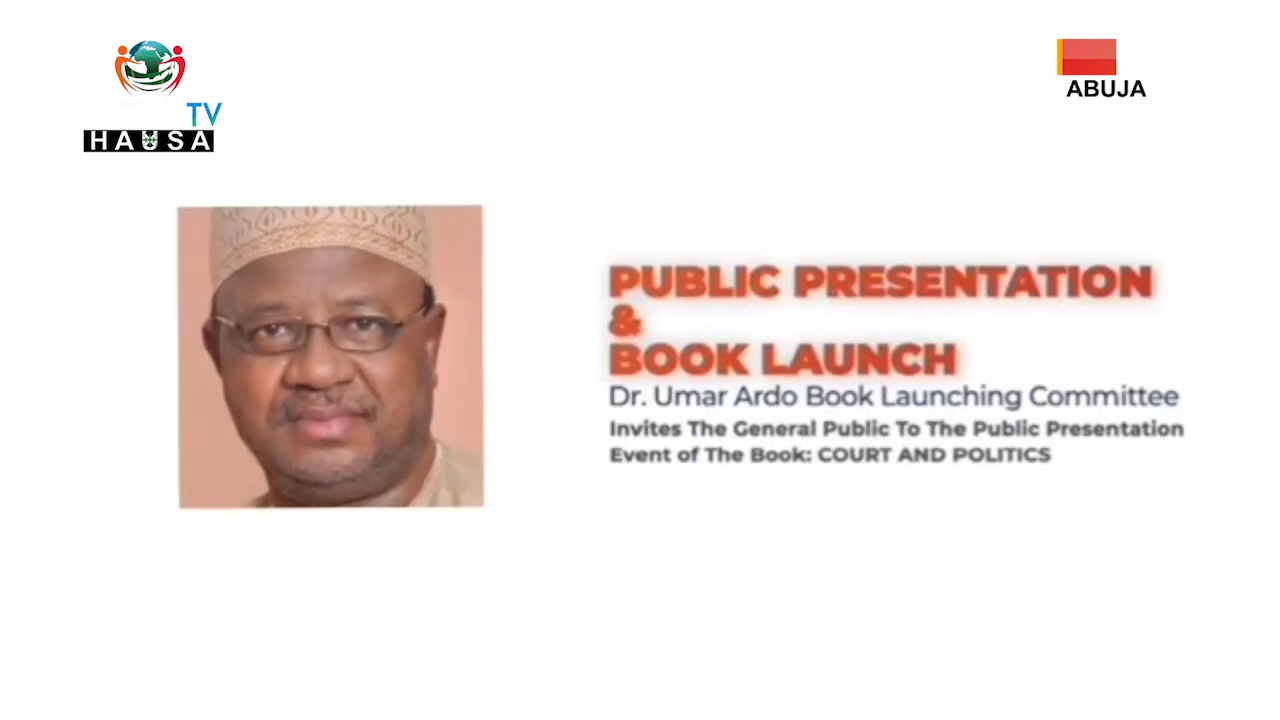 TV
HAUSA
ABUJA
PUBLIC PRESENTATION
&
BOOK LAUNCH
Dr. Umar Ardo Book Launching Committee
Invites The General Public To The Public Presentation
Event of The Book: COURT AND POLITICS